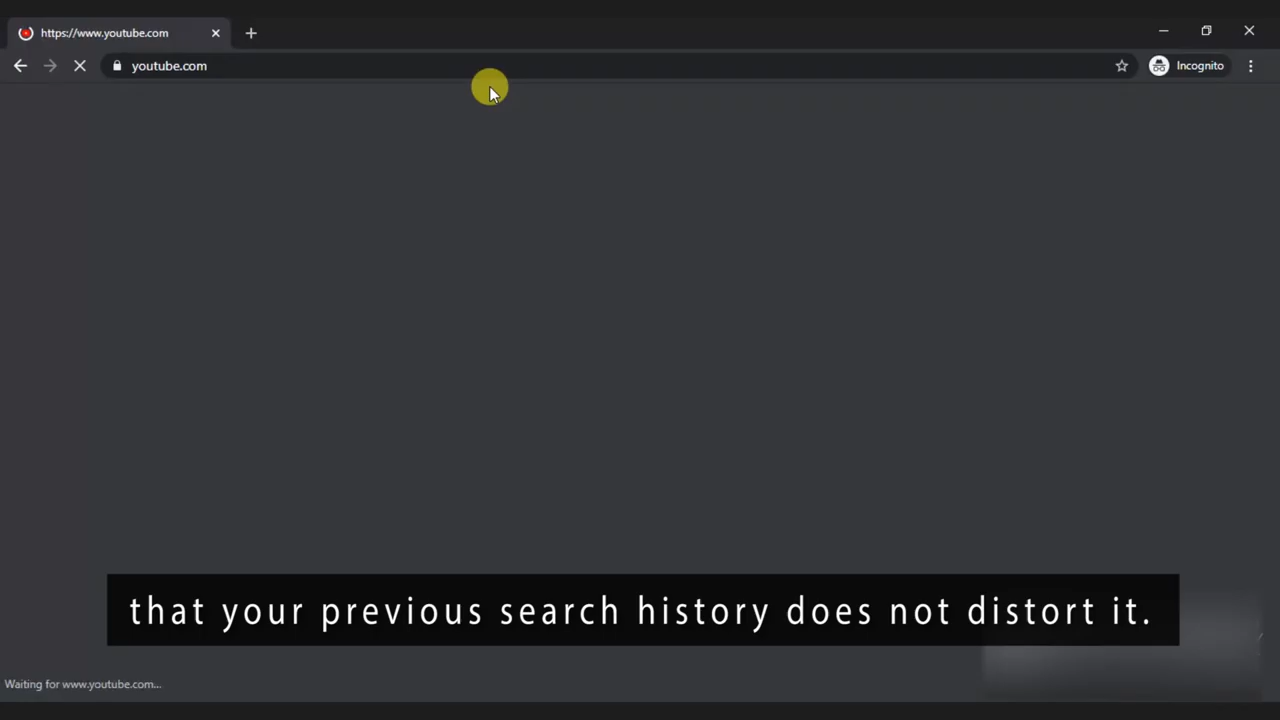 https://www.youtube.com
youtube.com
Incognito
that your previous search history does not distort it.
Waiting for www.youtube.com...